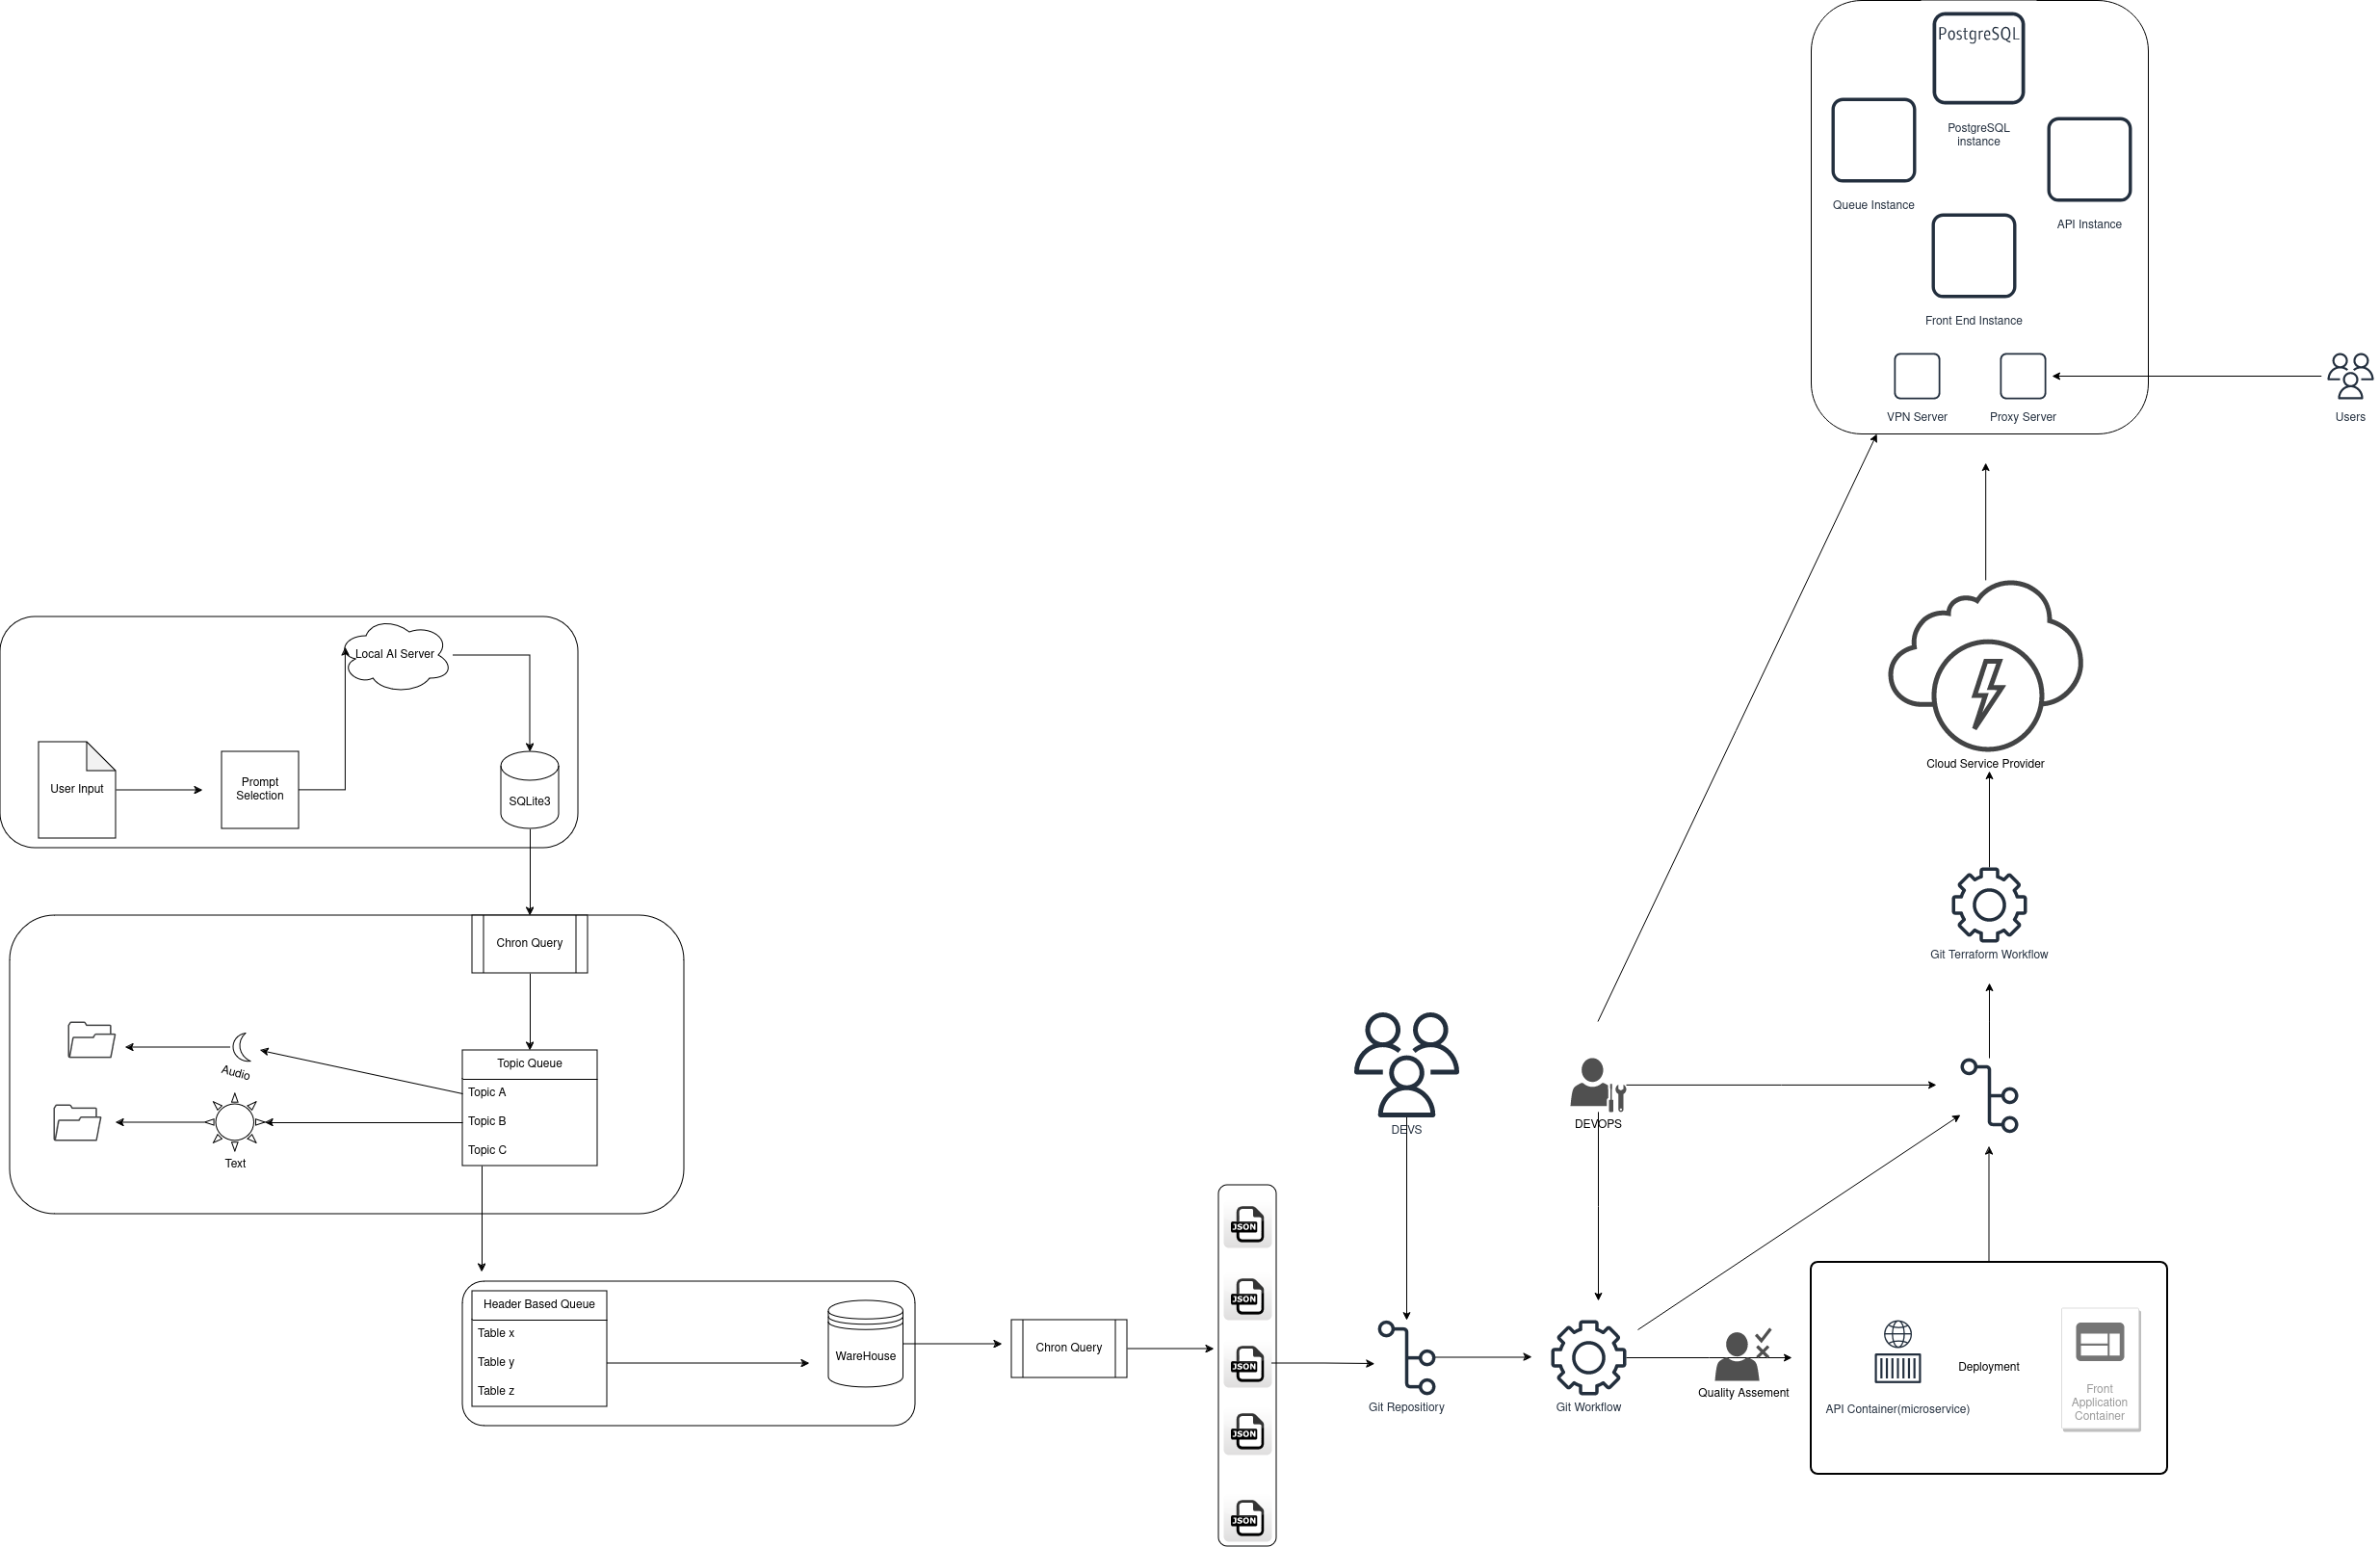 PostgreSQL
PostgreSQL
instance
Queue Instance
API Instance
Front End Instance
VPN Server
Proxy Server
Users
Local AI Server
User Input
Prompt
Selection
SQLite3
Cloud Service Provider
Git Terraform Workflow
Chron Query
Topic Queue
Topic A
Topic B
Topic C
Audio
Text
DEVS
DEVOPS
Header Based Queue
Table x
Table y
Table z
WareHouse
Chron Query
JSON
JSON
JSON
JSON
JSON
Git Repositiory
Git Workflow
Quality Assement
API Container(microservice)
Deployment
Front
Application
Container